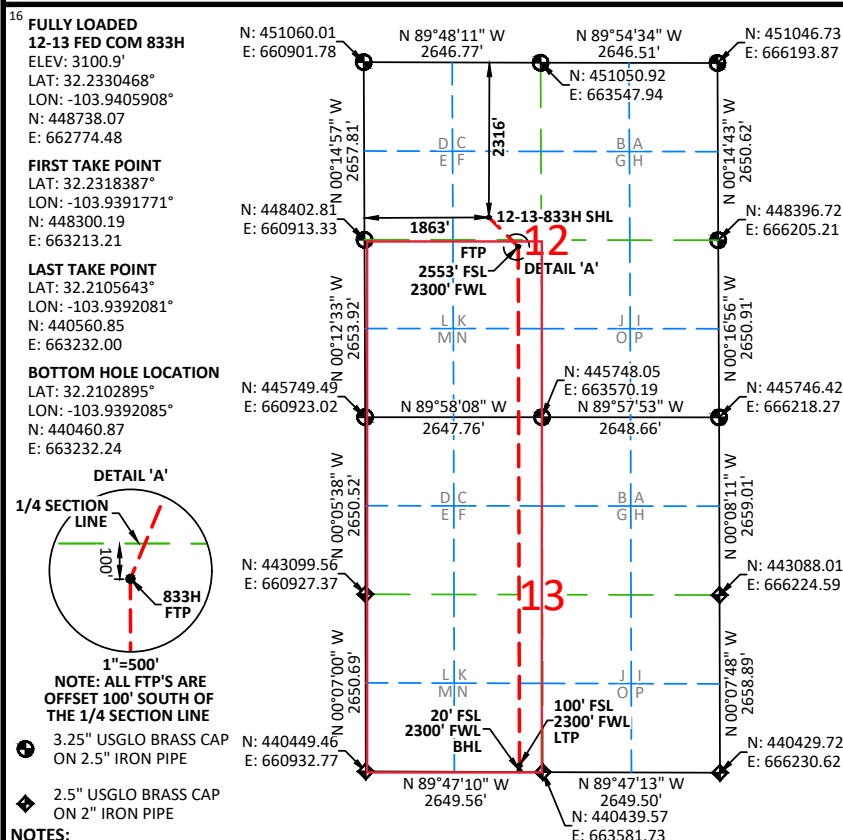 16
FULLY LOADED
12-13 FED COM 833H
ELEV: 3100.9'
LAT: 32.2330468°
LON: -103.9405908°
N: 448738.07
E: 662774.48
FIRST TAKE POINT
LAT: 32.2318387°
LON: -103.9391771°
N: 448300.19
E: 663213.21
LAST TAKE POINT
LAT: 32.2105643°
LON: -103.9392081°
N: 440560.85
E: 663232.00
BOTTOM HOLE LOCATION
LAT: 32.2102895°
LON: -103.9392085°
N: 440460.87
E: 663232.24
DETAIL 'A'
1/4 SECTION
LINE
100'
833H
FTP
1"=500'
NOTE: ALL FTP'S ARE
OFFSET 100' SOUTH OF
THE 1/4 SECTION LINE
3.25" USGLO BRASS CAP
ON 2.5" IRON PIPE
2.5" USGLO BRASS CAP
ON 2" IRON PIPE
NOTES:
N: 451060.01
E: 660901.78
N 89°48'11" W
2646.77'
N 89°54'34" W
2646.51'
N: 451046.73
E: 666193.87
N: 451050.92
E: 663547.94
N 00°14'57" W
2657.81'
2316'
N 00°14'43" W
2650.62'
D C
E F
B A
G H
N: 448402.81
E: 660913.33
1863'
12-13-833H SHL
N: 448396.72
E: 666205.21
12
FTP
2553' FSL
2300' FWL
DETAIL 'A'
N 00°12'33" W
2653.92'
N 00°16'56" W
2650.91'
L K
M N
J I
O P
N: 445749.49
E: 660923.02
N: 445748.05
E: 663570.19
N: 445746.42
E: 666218.27
N 89°58'08" W
2647.76'
N 89°57'53" W
2648.66'
N 00°05'38" W
2650.52'
N 00°08'11" W
2659.01'
D C
E F
B A
G H
N: 443099.56
E: 660927.37
N: 443088.01
E: 666224.59
13
N 00°07'00" W
2650.69'
N 00°07'48" W
2658.89'
L K
M N
J I
O P
20' FSL
2300' FWL
BHL
100' FSL
2300' FWL
LTP
N: 440449.46
E: 660932.77
N: 440429.72
E: 666230.62
N 89°47'10" W
2649.56'
N 89°47'13" W
2649.50'
N: 440439.57
E: 663581.73